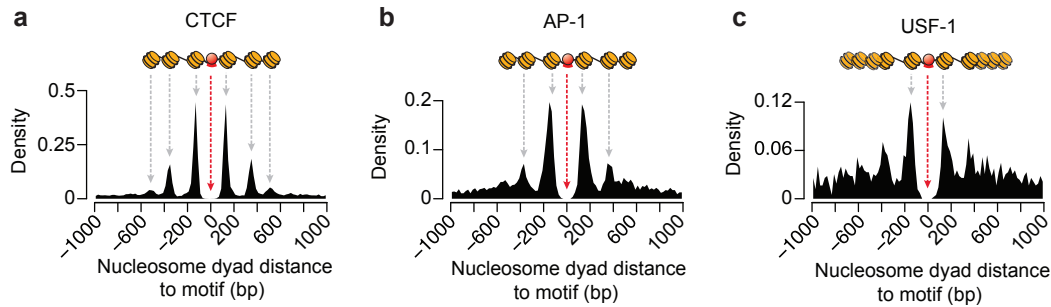 a
CTCF
Density
0.5
0.25
0
−1000
−600
−200
200
600
1000
Nucleosome dyad distance
to motif (bp)
b
AP-1
Density
0.2
0.1
0
−1000
−600
−200
200
600
1000
Nucleosome dyad distance
to motif (bp)
c
USF-1
Density
0.12
0.06
0
−1000
−600
−200
200
600
1000
Nucleosome dyad distance
to motif (bp)